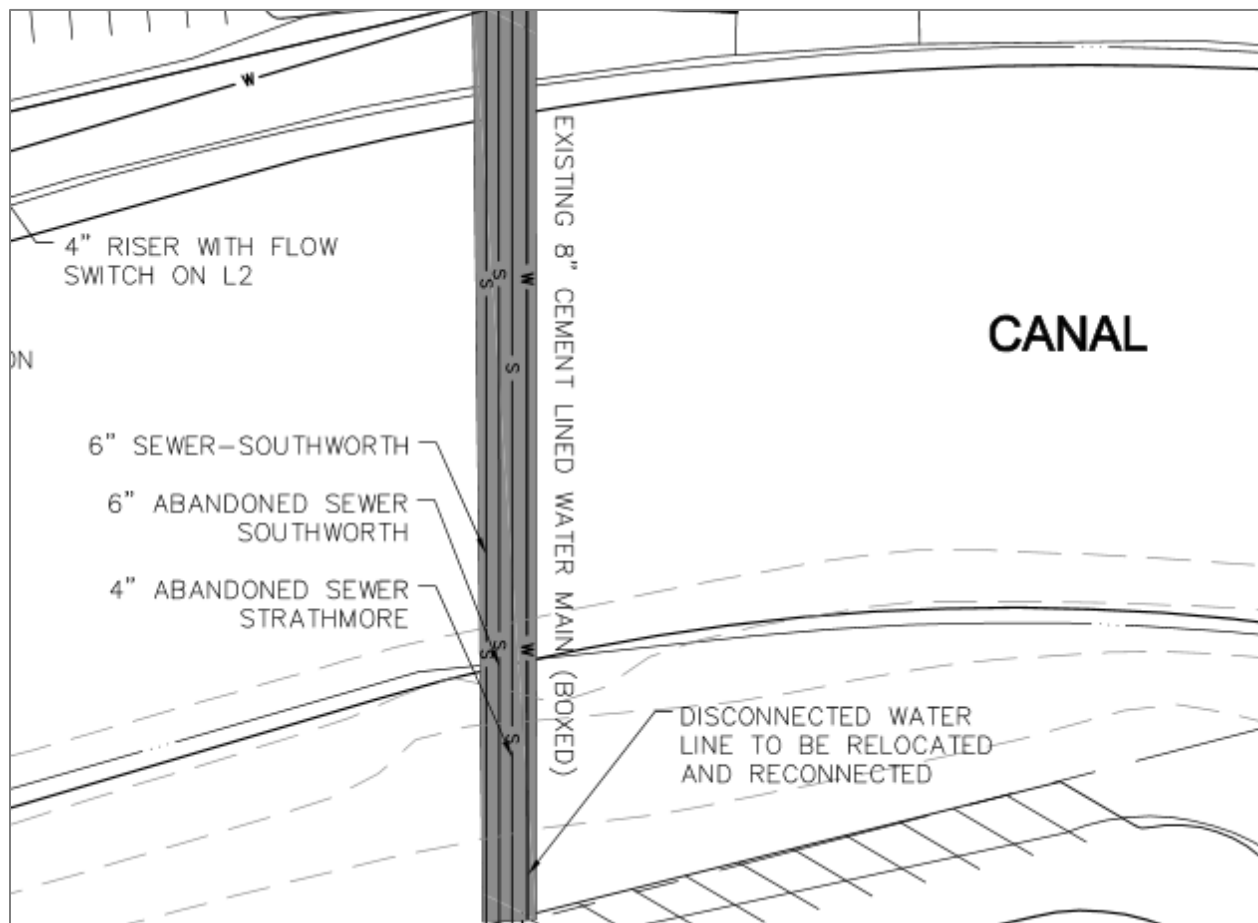 W
4" RISER WITH FLOW
SWITCH ON L2
S
S
W
EXISTING 8" CEMENT LINED WATER MAIN (BOXED)
CANAL
ON
S
6" SEWER-SOUTHWORTH
6" ABANDONED SEWER
SOUTHWORTH
4" ABANDONED SEWER
STRATHMORE
S
S
W
S
DISCONNECTED WATER
LINE TO BE RELOCATED
AND RECONNECTED